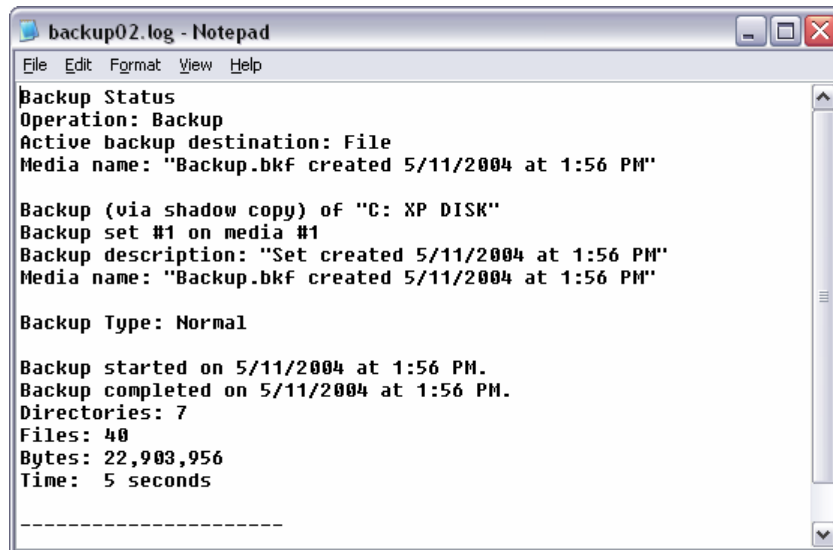 backup02.log - Notepad
File Edit Format View Help
Backup Status
Operation: Backup
Active backup destination: File
Media name: "Backup.bkf created 5/11/2004 at 1:56 PM"

Backup (via shadow copy) of "C: XP DISK"
Backup set #1 on media #1
Backup description: "Set created 5/11/2004 at 1:56 PM"
Media name: "Backup.bkf created 5/11/2004 at 1:56 PM"

Backup Type: Normal

Backup started on 5/11/2004 at 1:56 PM.
Backup completed on 5/11/2004 at 1:56 PM.
Directories: 7
Files: 40
Bytes: 22,903,956
Time:  5 seconds

----------------------